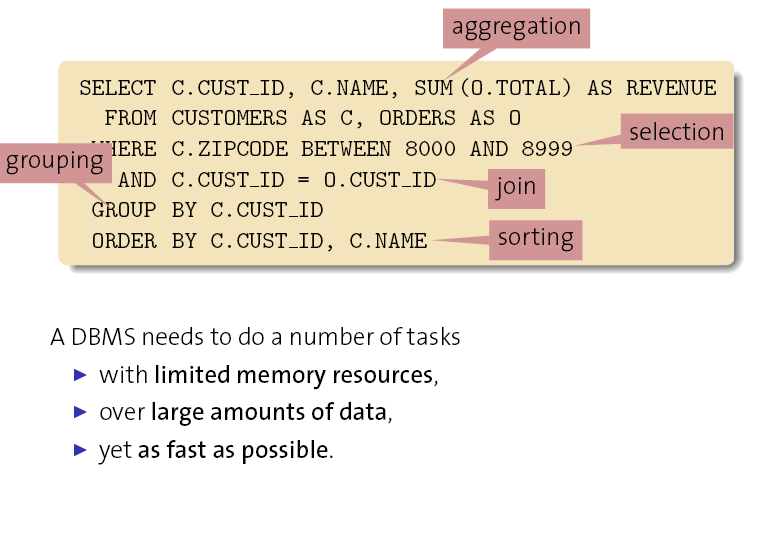 aggregation
SELECT C.CUST_ID, C.NAME, SUM (O.TOTAL) AS REVENUE
FROM CUSTOMERS AS C, ORDERS AS O
selection
WHERE C.ZIPCODE BETWEEN 8000 AND 8999
grouping
AND C.CUST_ID = O.CUST_ID
join
GROUP BY C.CUST_ID
ORDER BY C.CUST_ID, C.NAME
sorting
A DBMS needs to do a number of tasks
▶ with limited memory resources,
▶ over large amounts of data,
▶ yet as fast as possible.